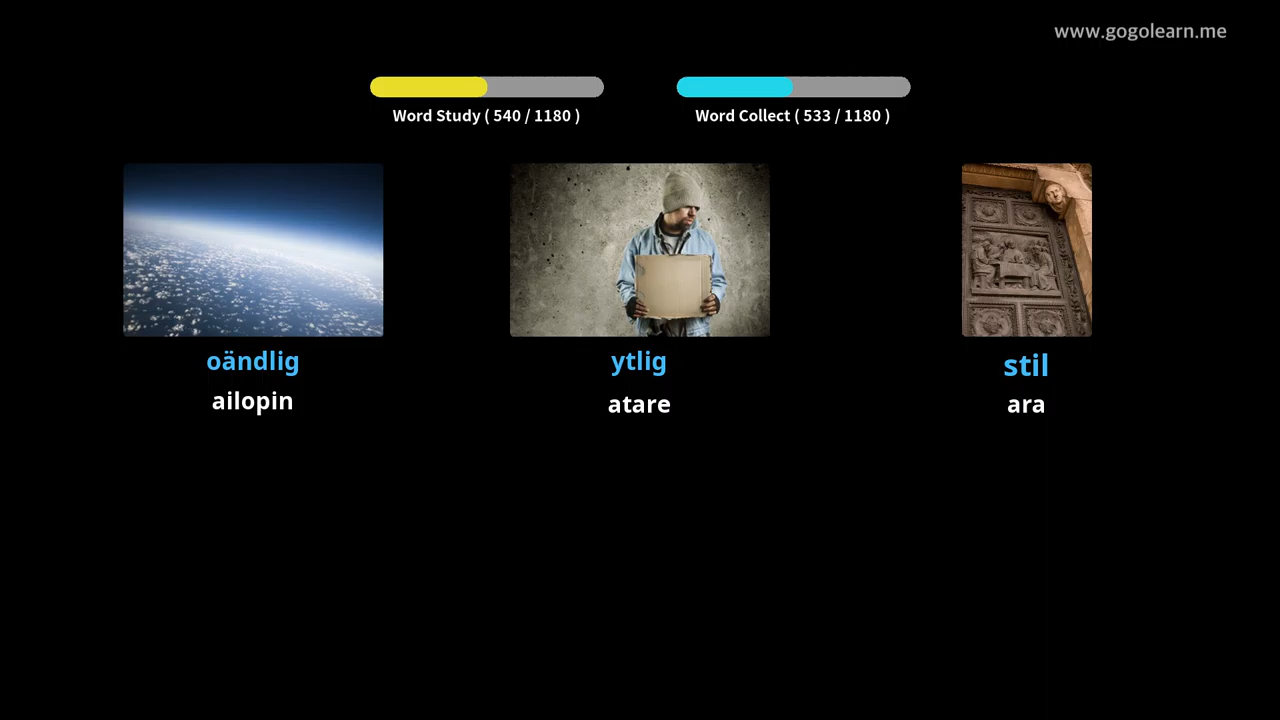 www.gogolearn.me
Word Study ( 540 / 1180 )
Word Collect ( 533 / 1180 )
oändlig
ailopin
ytlig
atare
stil
ara